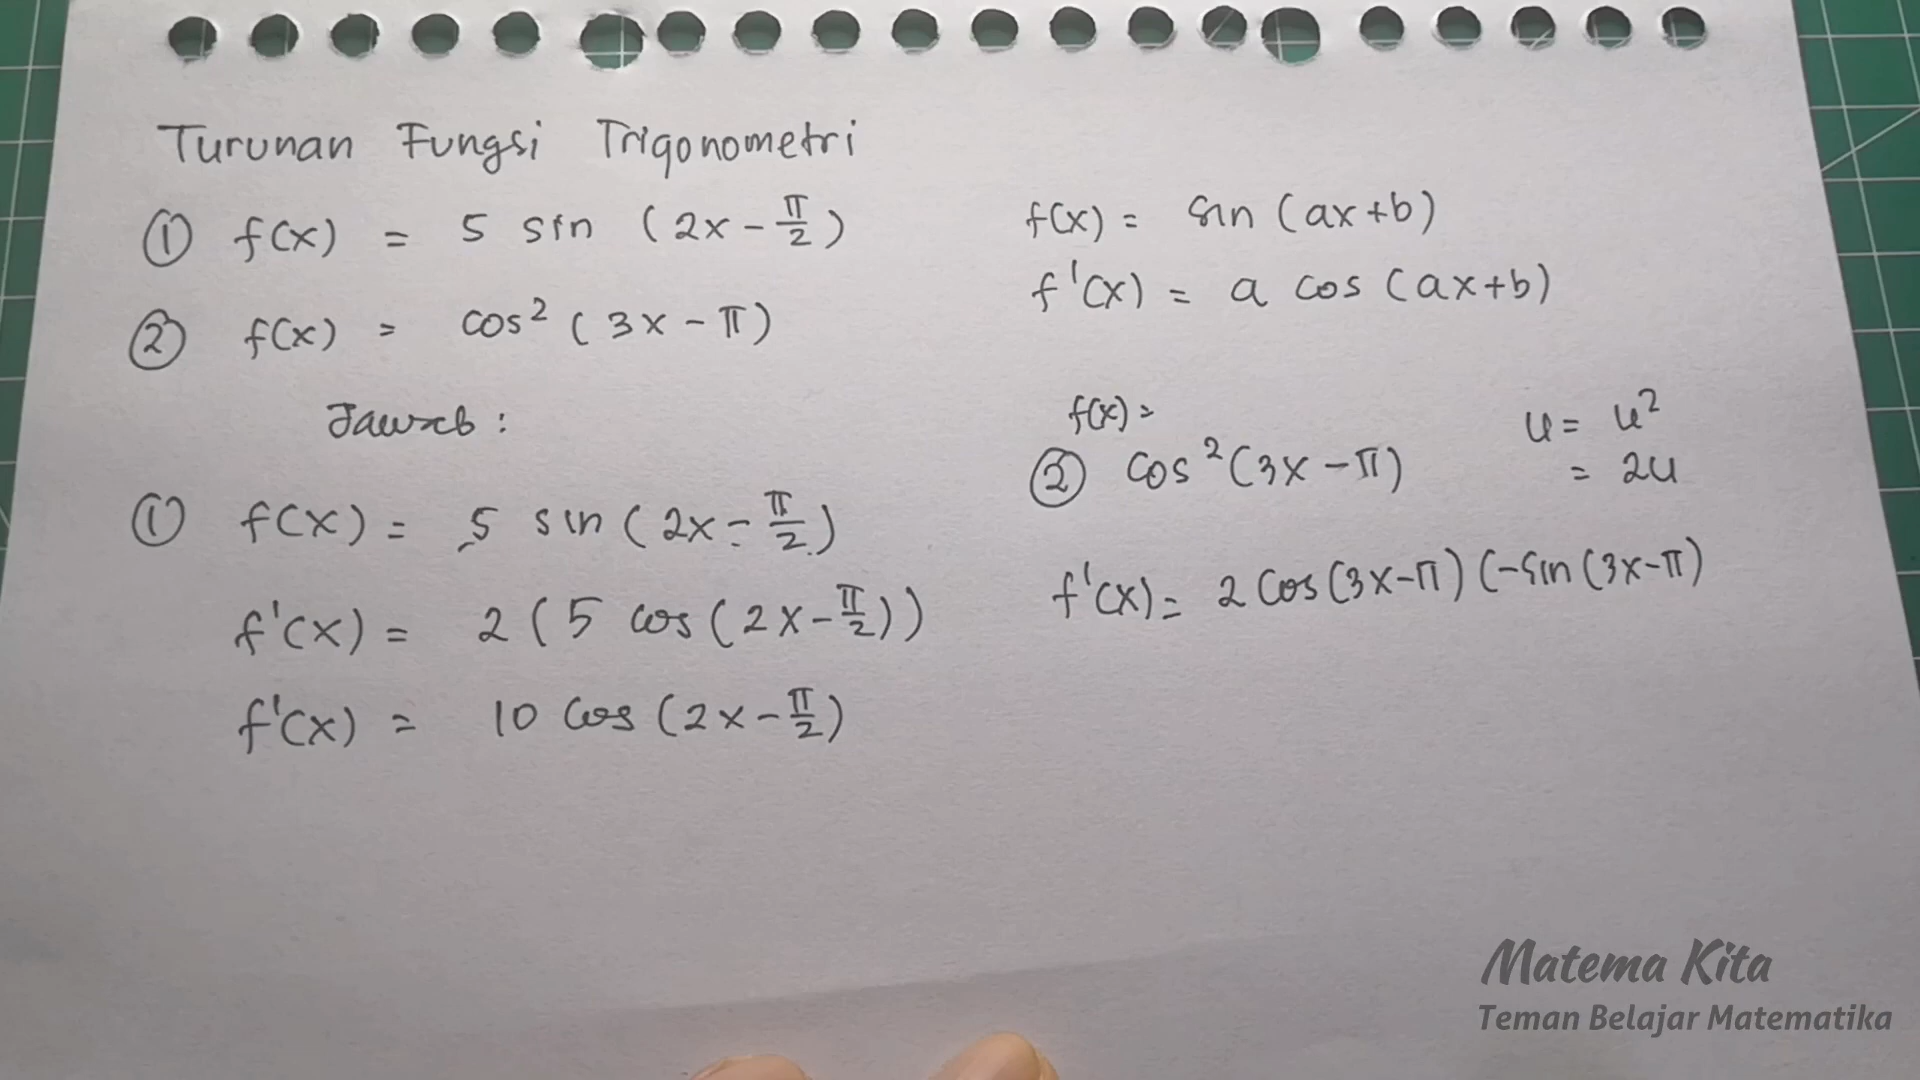 Turunan Fungsi Trigonometri
① f(x) = 5 sin (2x - π/2)
② f(x) = cos² (3x - π)
Jawab :
① f(x) = 5 sin (2x - π/2)
f'(x) = 2 (5 cos (2x - π/2))
f'(x) = 10 cos (2x - π/2)
f(x) = sin (ax+b)
f'(x) = a cos (ax+b)
f(x) =
② cos² (3x - π)
u = u²
= 2u
f'(x) = 2 cos (3x-π) (-sin (3x-π)
Matema Kita
Teman Belajar Matematika